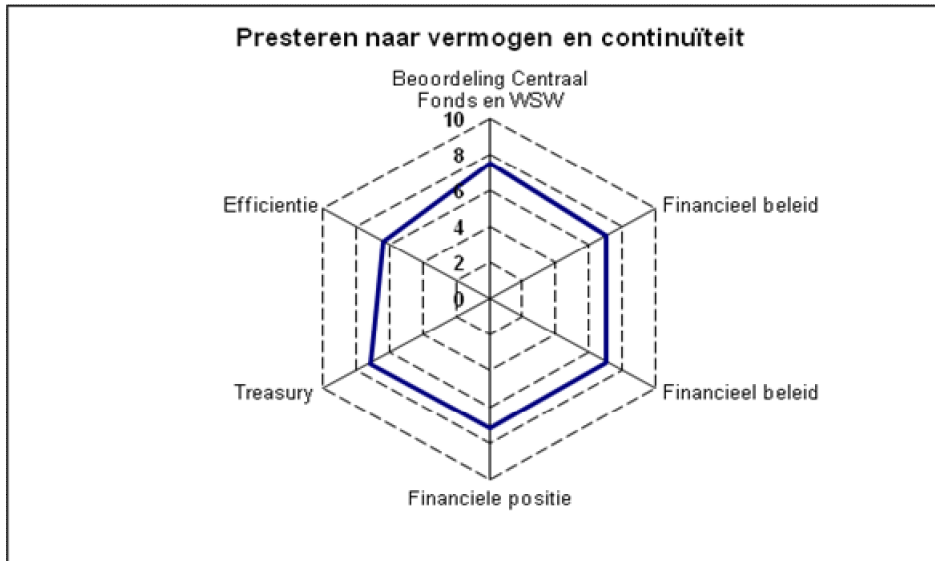 Presteren naar vermogen en continuïteit
Beoordeling Centraal
Fonds en WSW
10
8
6
4
2
0
Efficientie
Financieel beleid
Treasury
Financieel beleid
Financiele positie